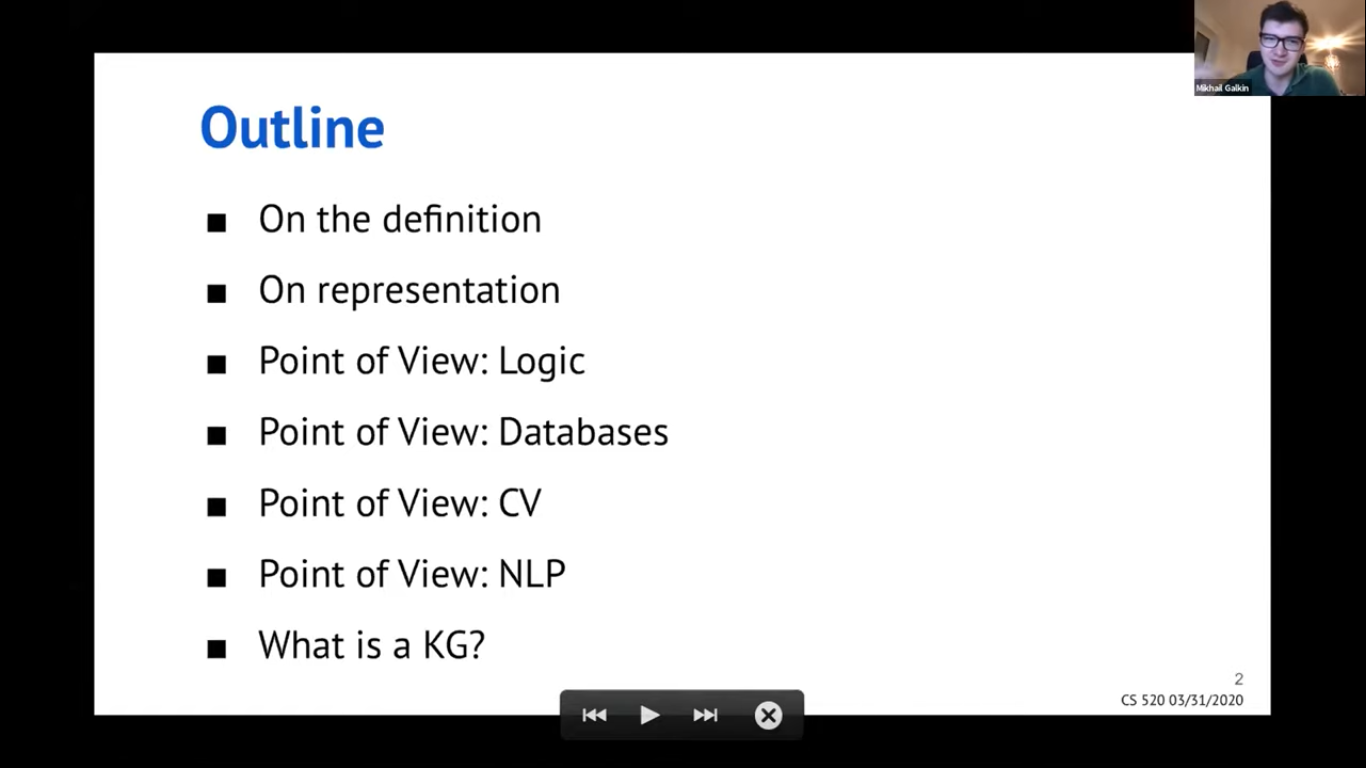 Mikhail Galkin
Outline
■ On the definition
■ On representation
■ Point of View: Logic
■ Point of View: Databases
■ Point of View: CV
■ Point of View: NLP
■ What is a KG?
2
CS 520 03/31/2020